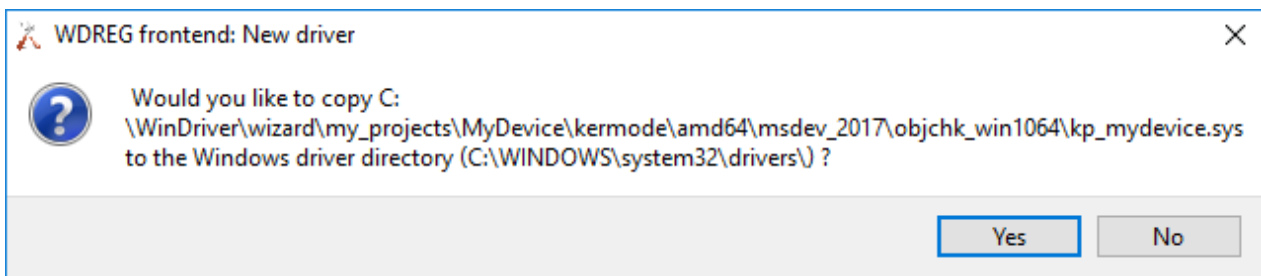 WDREG frontend: New driver
Would you like to copy C:
\WinDriver\wizard\my_projects\MyDevice\kermode\amd64\msdev_2017\objchk_win1064\kp_mydevice.sys
to the Windows driver directory (C:\WINDOWS\system32\drivers\) ?
Yes No